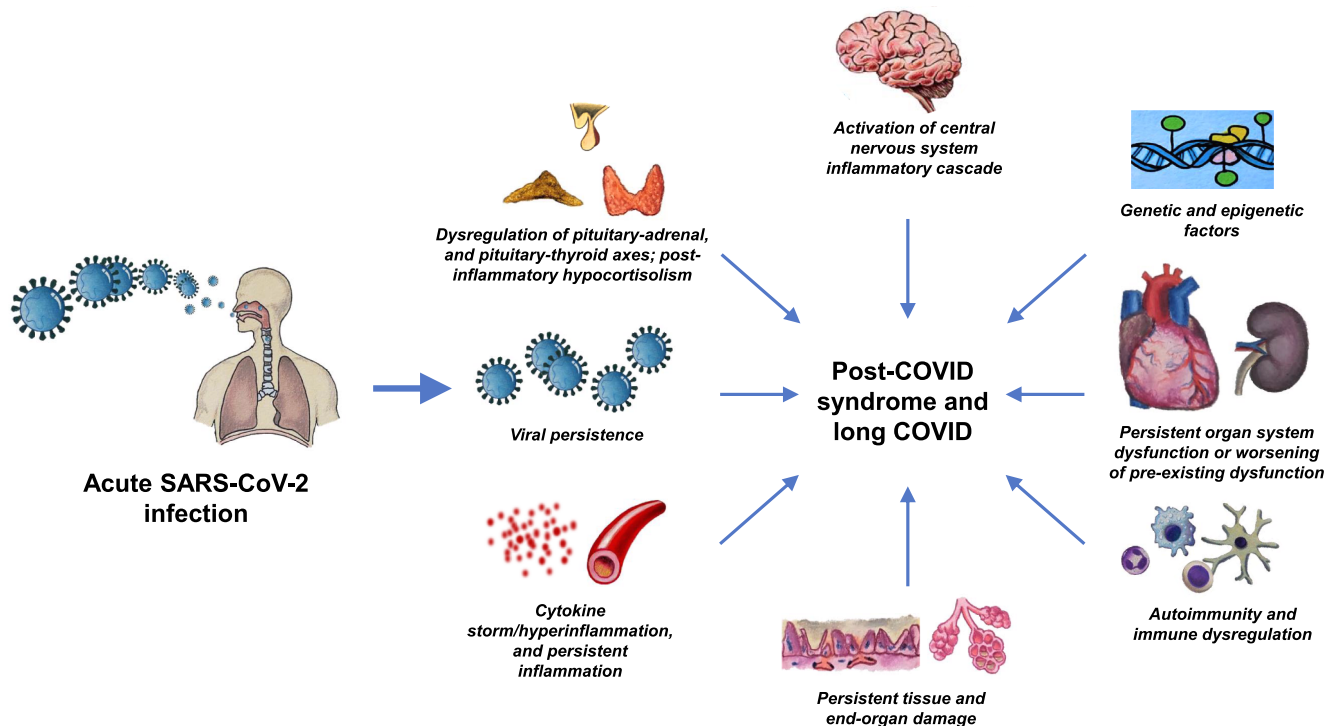 Activation of central
nervous system
inflammatory cascade
Genetic and epigenetic
factors
Dysregulation of pituitary-adrenal,
and pituitary-thyroid axes; post-
inflammatory hypocortisolism
Acute SARS-CoV-2
infection
Viral persistence
Post-COVID
syndrome and
long COVID
Persistent organ system
dysfunction or worsening
of pre-existing dysfunction
Cytokine
storm/hyperinflammation,
and persistent
inflammation
Persistent tissue and
end-organ damage
Autoimmunity and
immune dysregulation